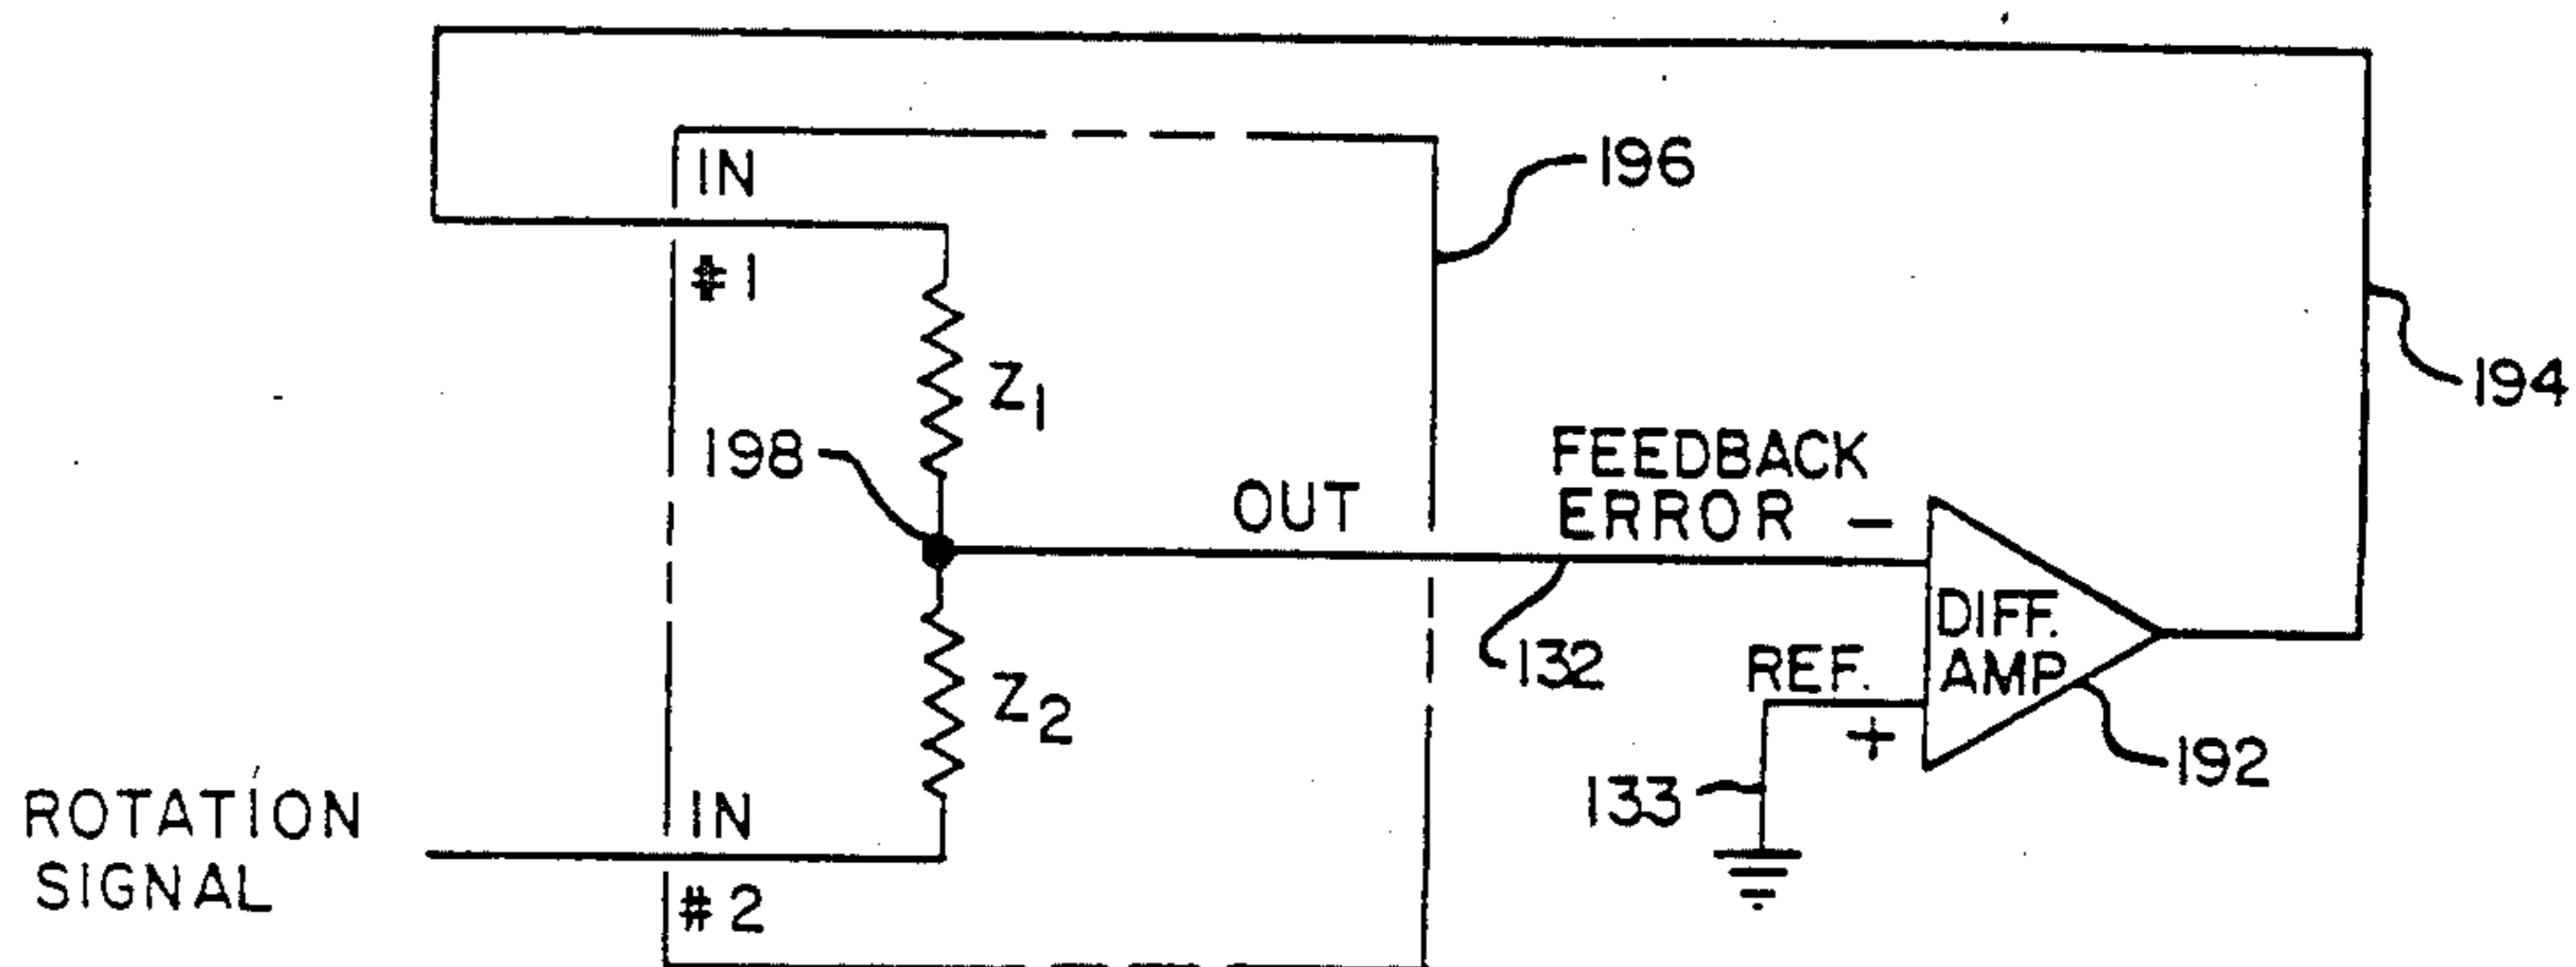 IN
#1
196
Z1
194
198
OUT
FEEDBACK
ERROR -
DIFF.
AMP
132
REF.
+
Z2
192
133
ROTATION
SIGNAL
IN
#2